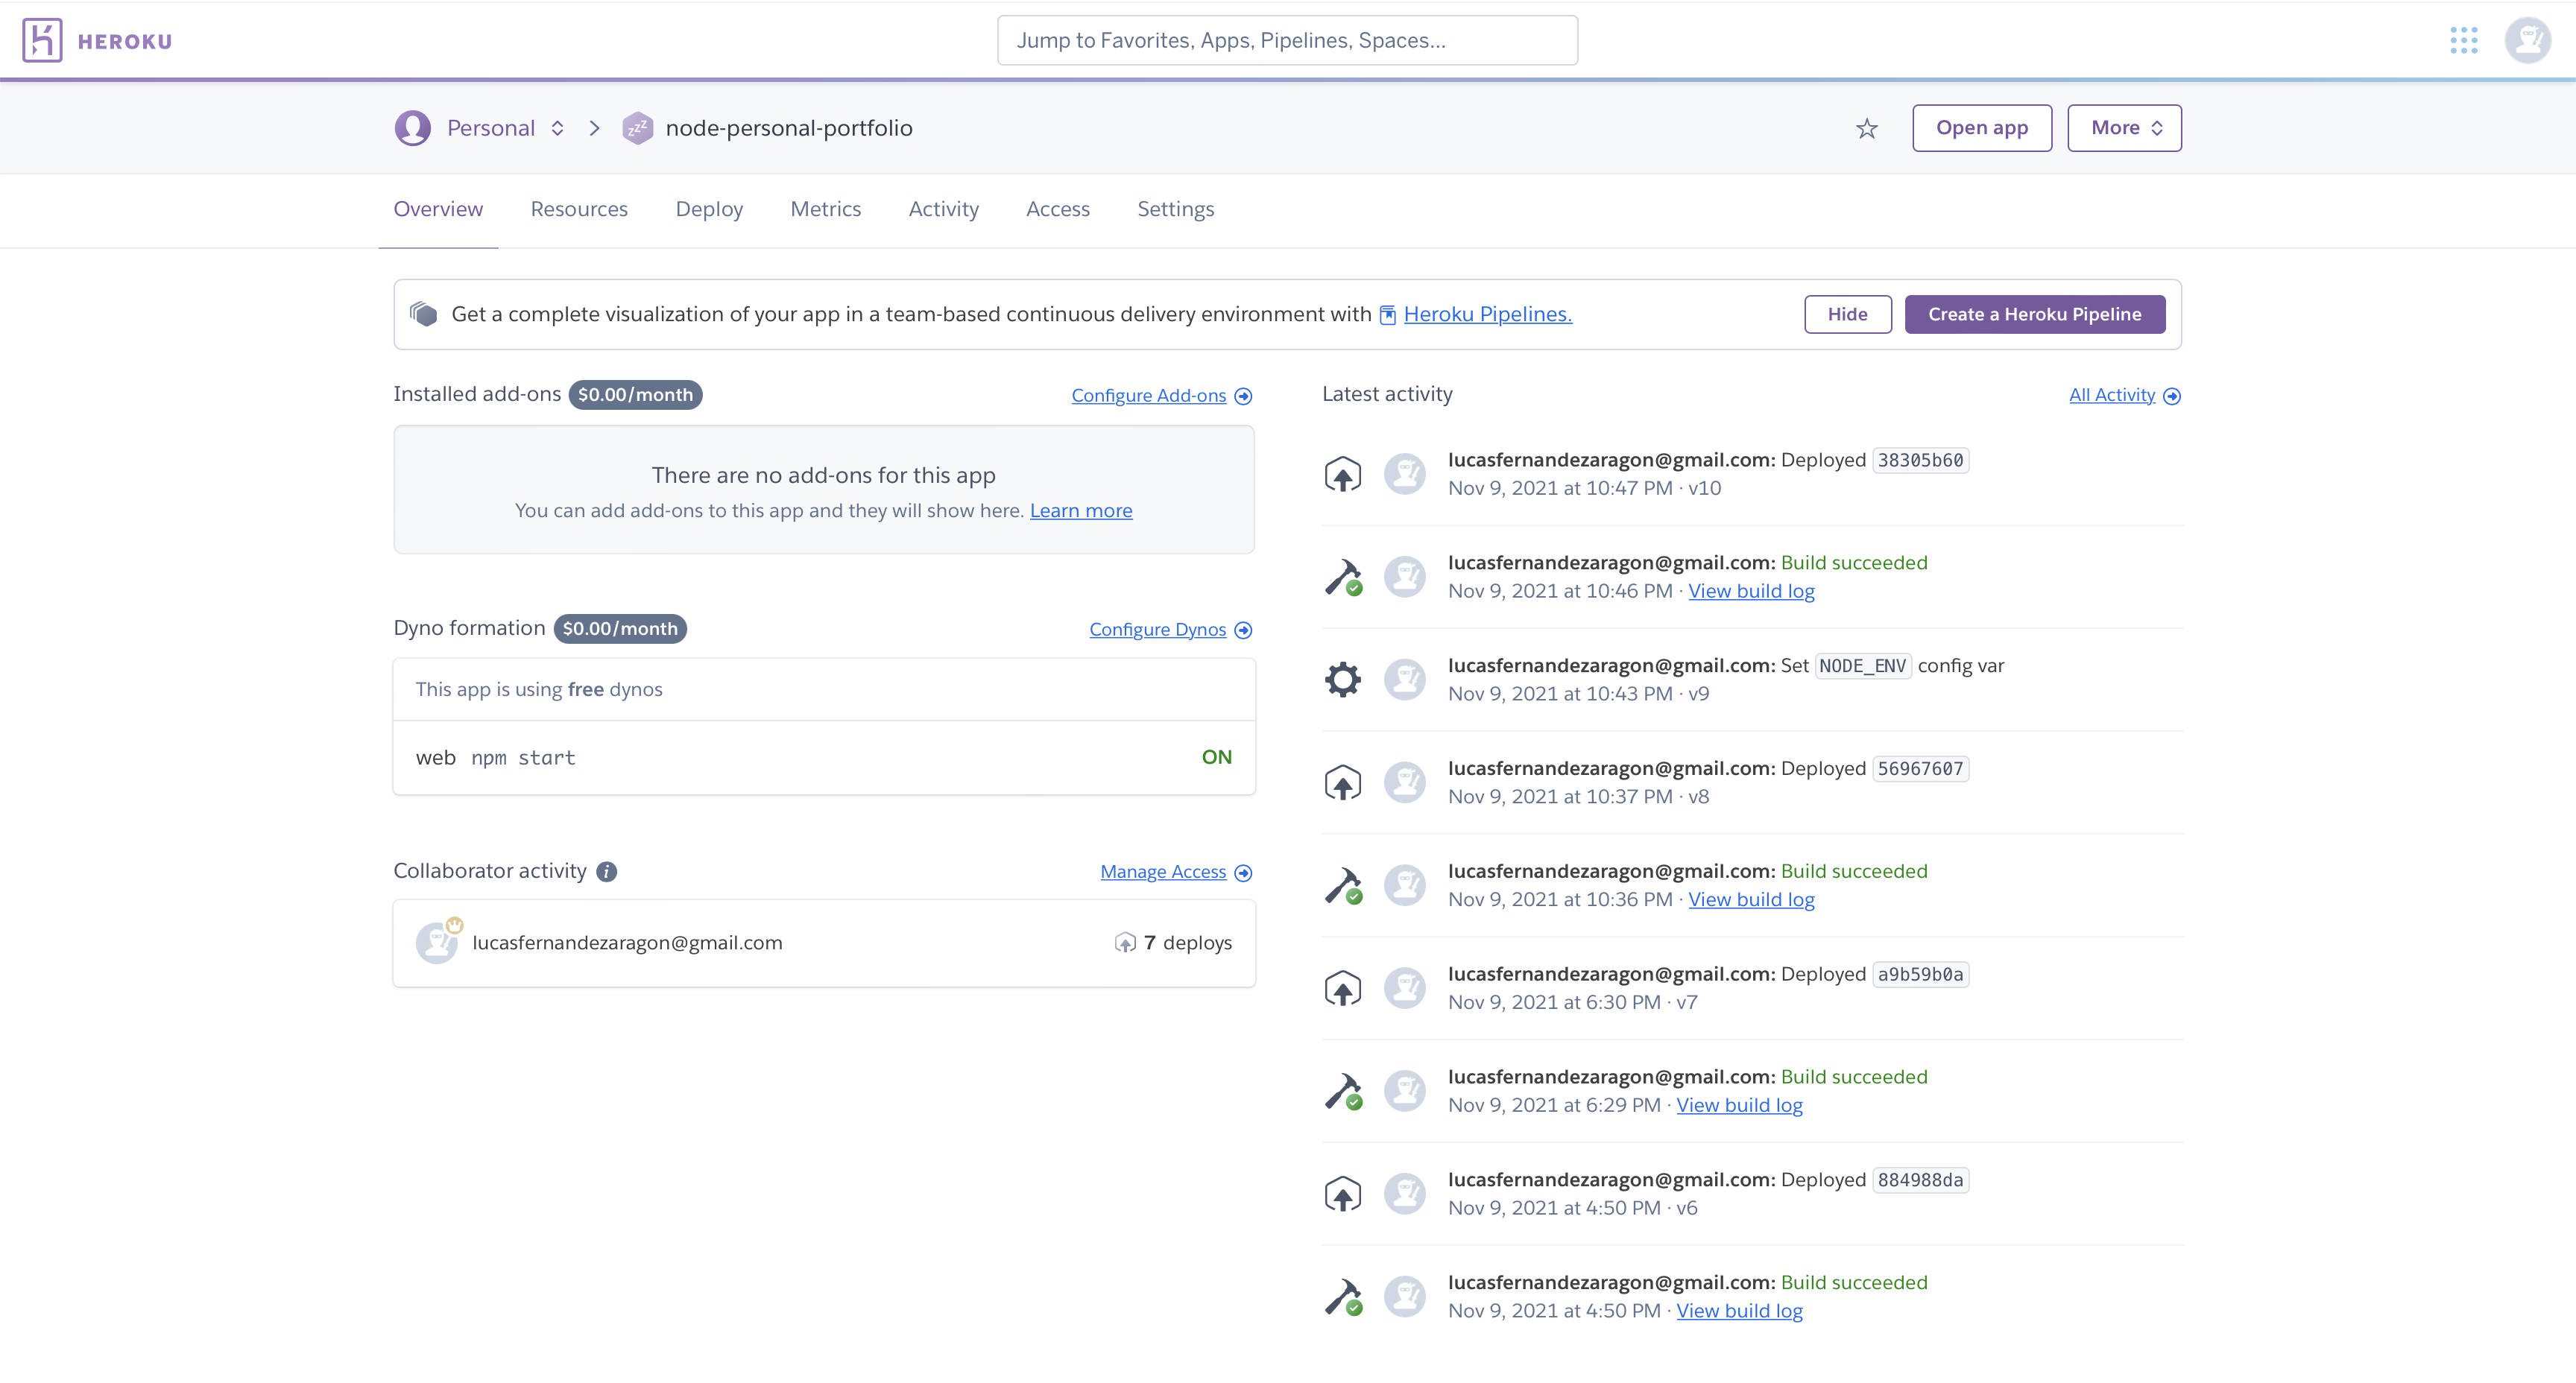 HEROKU
Jump to Favorites, Apps, Pipelines, Spaces...
Personal
zzz
node-personal-portfolio
Open app
More
Overview
Resources
Deploy
Metrics
Activity
Access
Settings
Get a complete visualization of your app in a team-based continuous delivery environment with Heroku Pipelines.
Hide
Create a Heroku Pipeline
Installed add-ons $0.00/month
Configure Add-ons
There are no add-ons for this app
You can add add-ons to this app and they will show here. Learn more
Dyno formation $0.00/month
Configure Dynos
This app is using free dynos
web npm start
ON
Collaborator activity i
Manage Access
lucasfernandezaragon@gmail.com
7 deploys
Latest activity
All Activity
lucasfernandezaragon@gmail.com: Deployed 38305b60
Nov 9, 2021 at 10:47 PM · v10
lucasfernandezaragon@gmail.com: Build succeeded
Nov 9, 2021 at 10:46 PM · View build log
lucasfernandezaragon@gmail.com: Set NODE_ENV config var
Nov 9, 2021 at 10:43 PM · v9
lucasfernandezaragon@gmail.com: Deployed 56967607
Nov 9, 2021 at 10:37 PM · v8
lucasfernandezaragon@gmail.com: Build succeeded
Nov 9, 2021 at 10:36 PM · View build log
lucasfernandezaragon@gmail.com: Deployed a9b59b0a
Nov 9, 2021 at 6:30 PM · v7
lucasfernandezaragon@gmail.com: Build succeeded
Nov 9, 2021 at 6:29 PM · View build log
lucasfernandezaragon@gmail.com: Deployed 884988da
Nov 9, 2021 at 4:50 PM · v6
lucasfernandezaragon@gmail.com: Build succeeded
Nov 9, 2021 at 4:50 PM · View build log